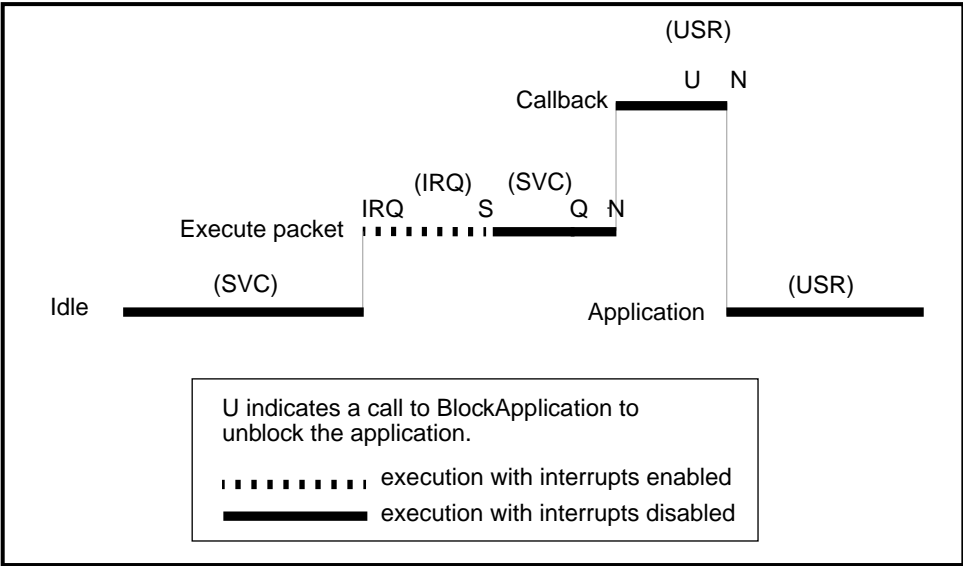 (USR)
U N
Callback
(IRQ) (SVC)
IRQ S Q N
Execute packet
(SVC) (USR)
Idle Application
U indicates a call to BlockApplication to
unblock the application.
execution with interrupts enabled
execution with interrupts disabled